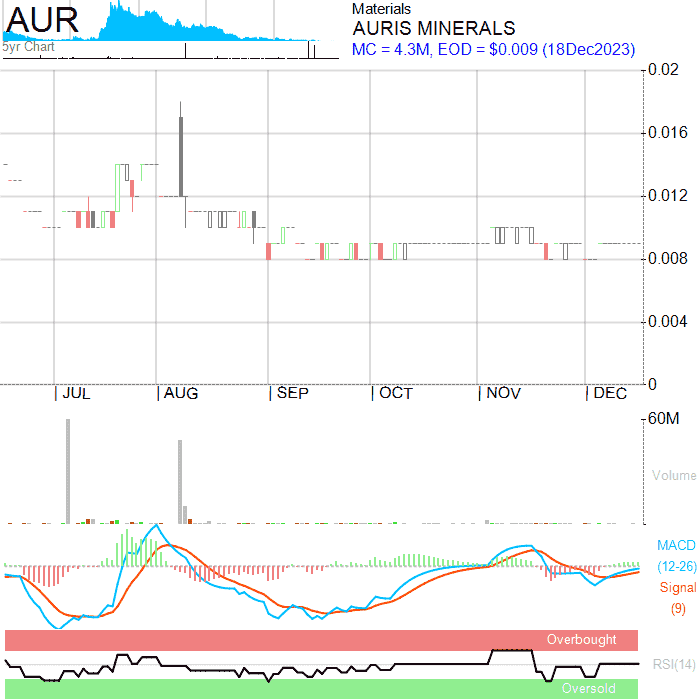 AUR
5yr Chart
Materials
AURIS MINERALS
MC = 4.3M, EOD = $0.009 (18Dec2023)
0.02
0.016
0.012
0.008
0.004
0
JUL AUG SEP OCT NOV DEC
60M
Volume
MACD
(12-26)
Signal
(9)
Overbought
RSI(14)
Oversold